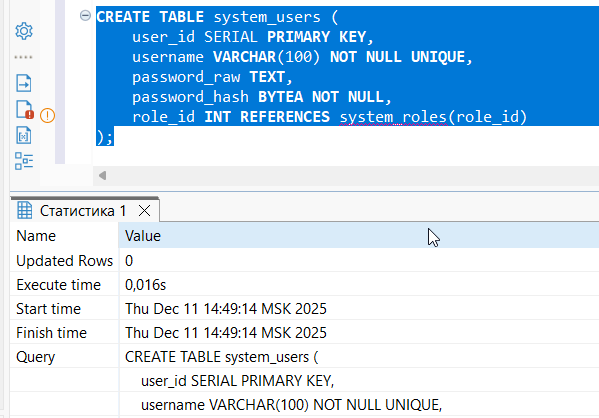 CREATE TABLE system_users (
user_id SERIAL PRIMARY KEY,
username VARCHAR(100) NOT NULL UNIQUE,
password_raw TEXT,
password_hash BYTEA NOT NULL,
role_id INT REFERENCES system_roles(role_id)
);
Статистика 1
Name Value
Updated Rows 0
Execute time 0,016s
Start time Thu Dec 11 14:49:14 MSK 2025
Finish time Thu Dec 11 14:49:14 MSK 2025
Query CREATE TABLE system_users (
user_id SERIAL PRIMARY KEY,
username VARCHAR(100) NOT NULL UNIQUE,